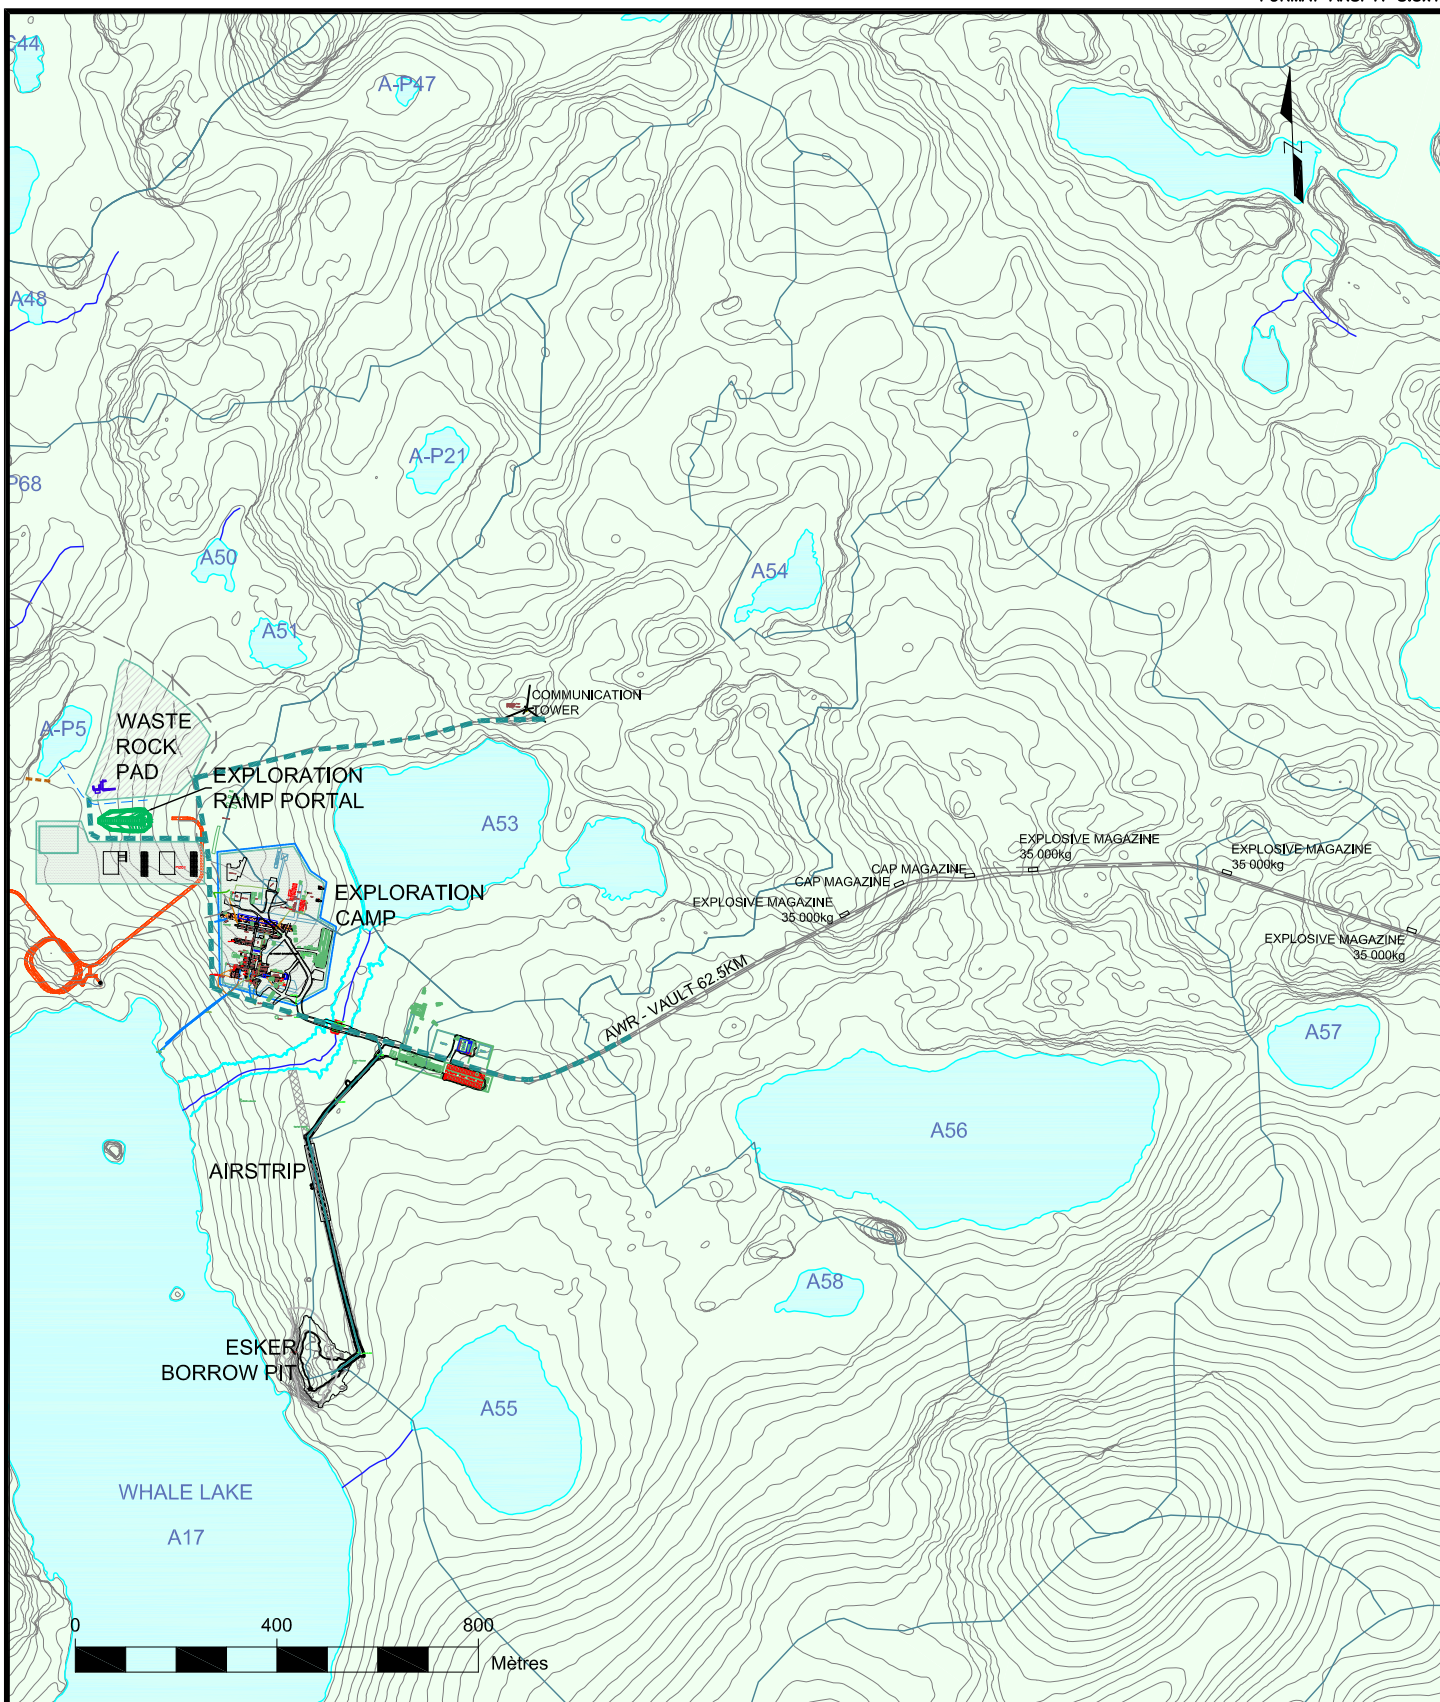 A-P47
A48
A-P21
P68
A50
A54
A51
COMMUNICATION
TOWER
WASTE
ROCK
PAD
A-P5
EXPLORATION
RAMP PORTAL
A53
EXPLOSIVE MAGAZINE
35 000kg
EXPLOSIVE MAGAZINE
35 000kg
CAP MAGAZINE
CAP MAGAZINE
EXPLORATION
CAMP
EXPLOSIVE MAGAZINE
35 000kg
EXPLOSIVE MAGAZINE
35 000kg
AWR - VAULT 62.5KM
A57
A56
AIRSTRIP
A58
ESKER
BORROW PIT
A55
WHALE LAKE
A17
0 400 800
Mètres
N